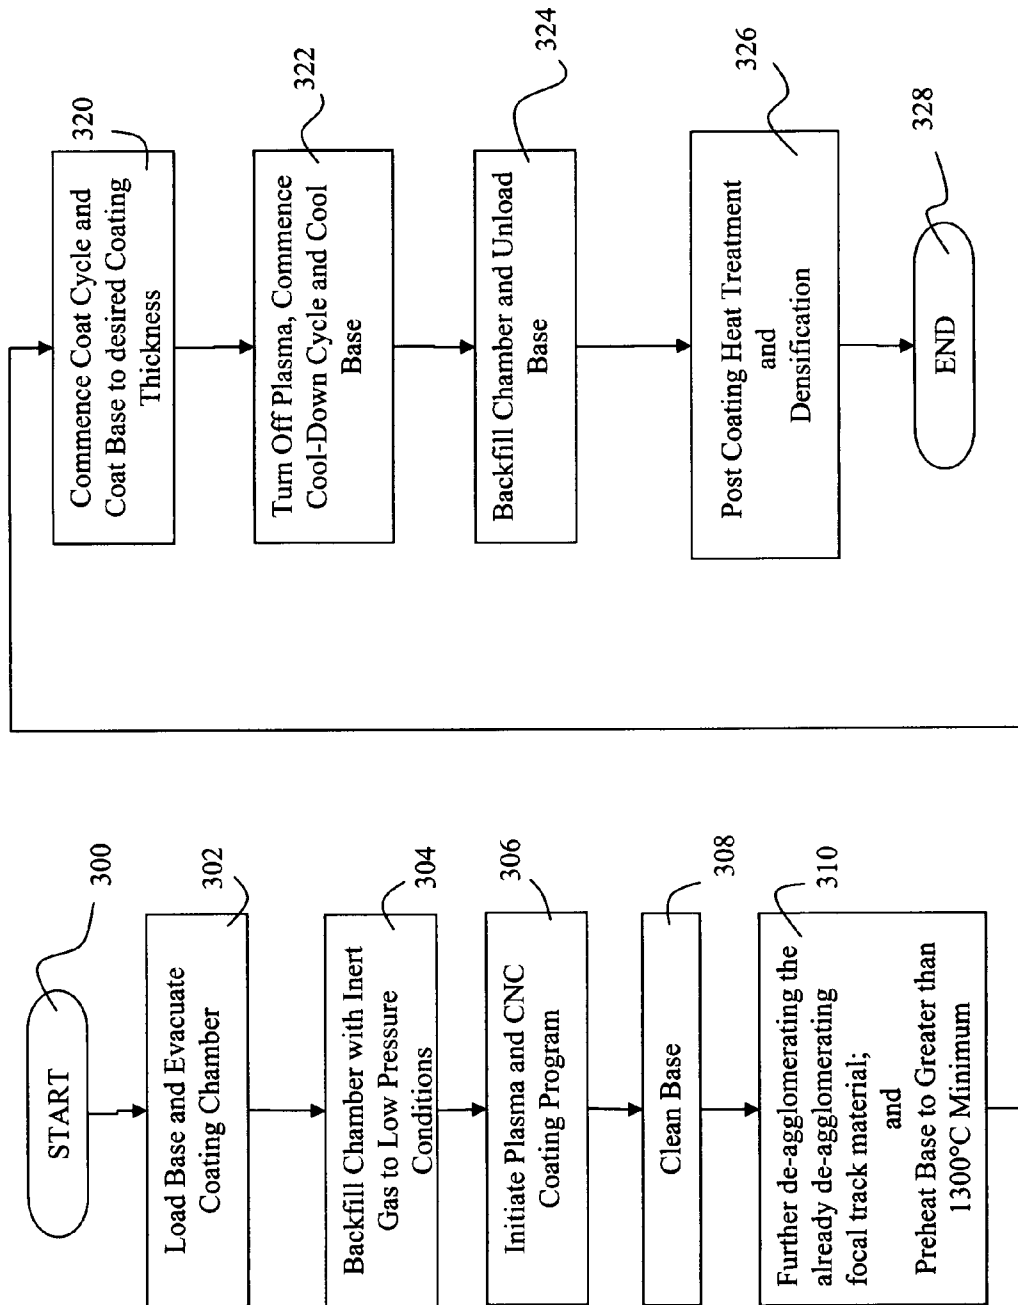 START
300
Load Base and Evacuate
Coating Chamber
302
Backfill Chamber with Inert
Gas to Low Pressure
Conditions
304
Initiate Plasma and CNC
Coating Program
306
Clean Base
308
Further de-agglomerating the
already de-agglomerating
focal track material;
and
Preheat Base to Greater than
1300°C Minimum
310
Commence Coat Cycle and
Coat Base to desired Coating
Thickness
320
Turn Off Plasma, Commence
Cool-Down Cycle and Cool
Base
322
Backfill Chamber and Unload
Base
324
Post Coating Heat Treatment
and
Densification
326
END
328